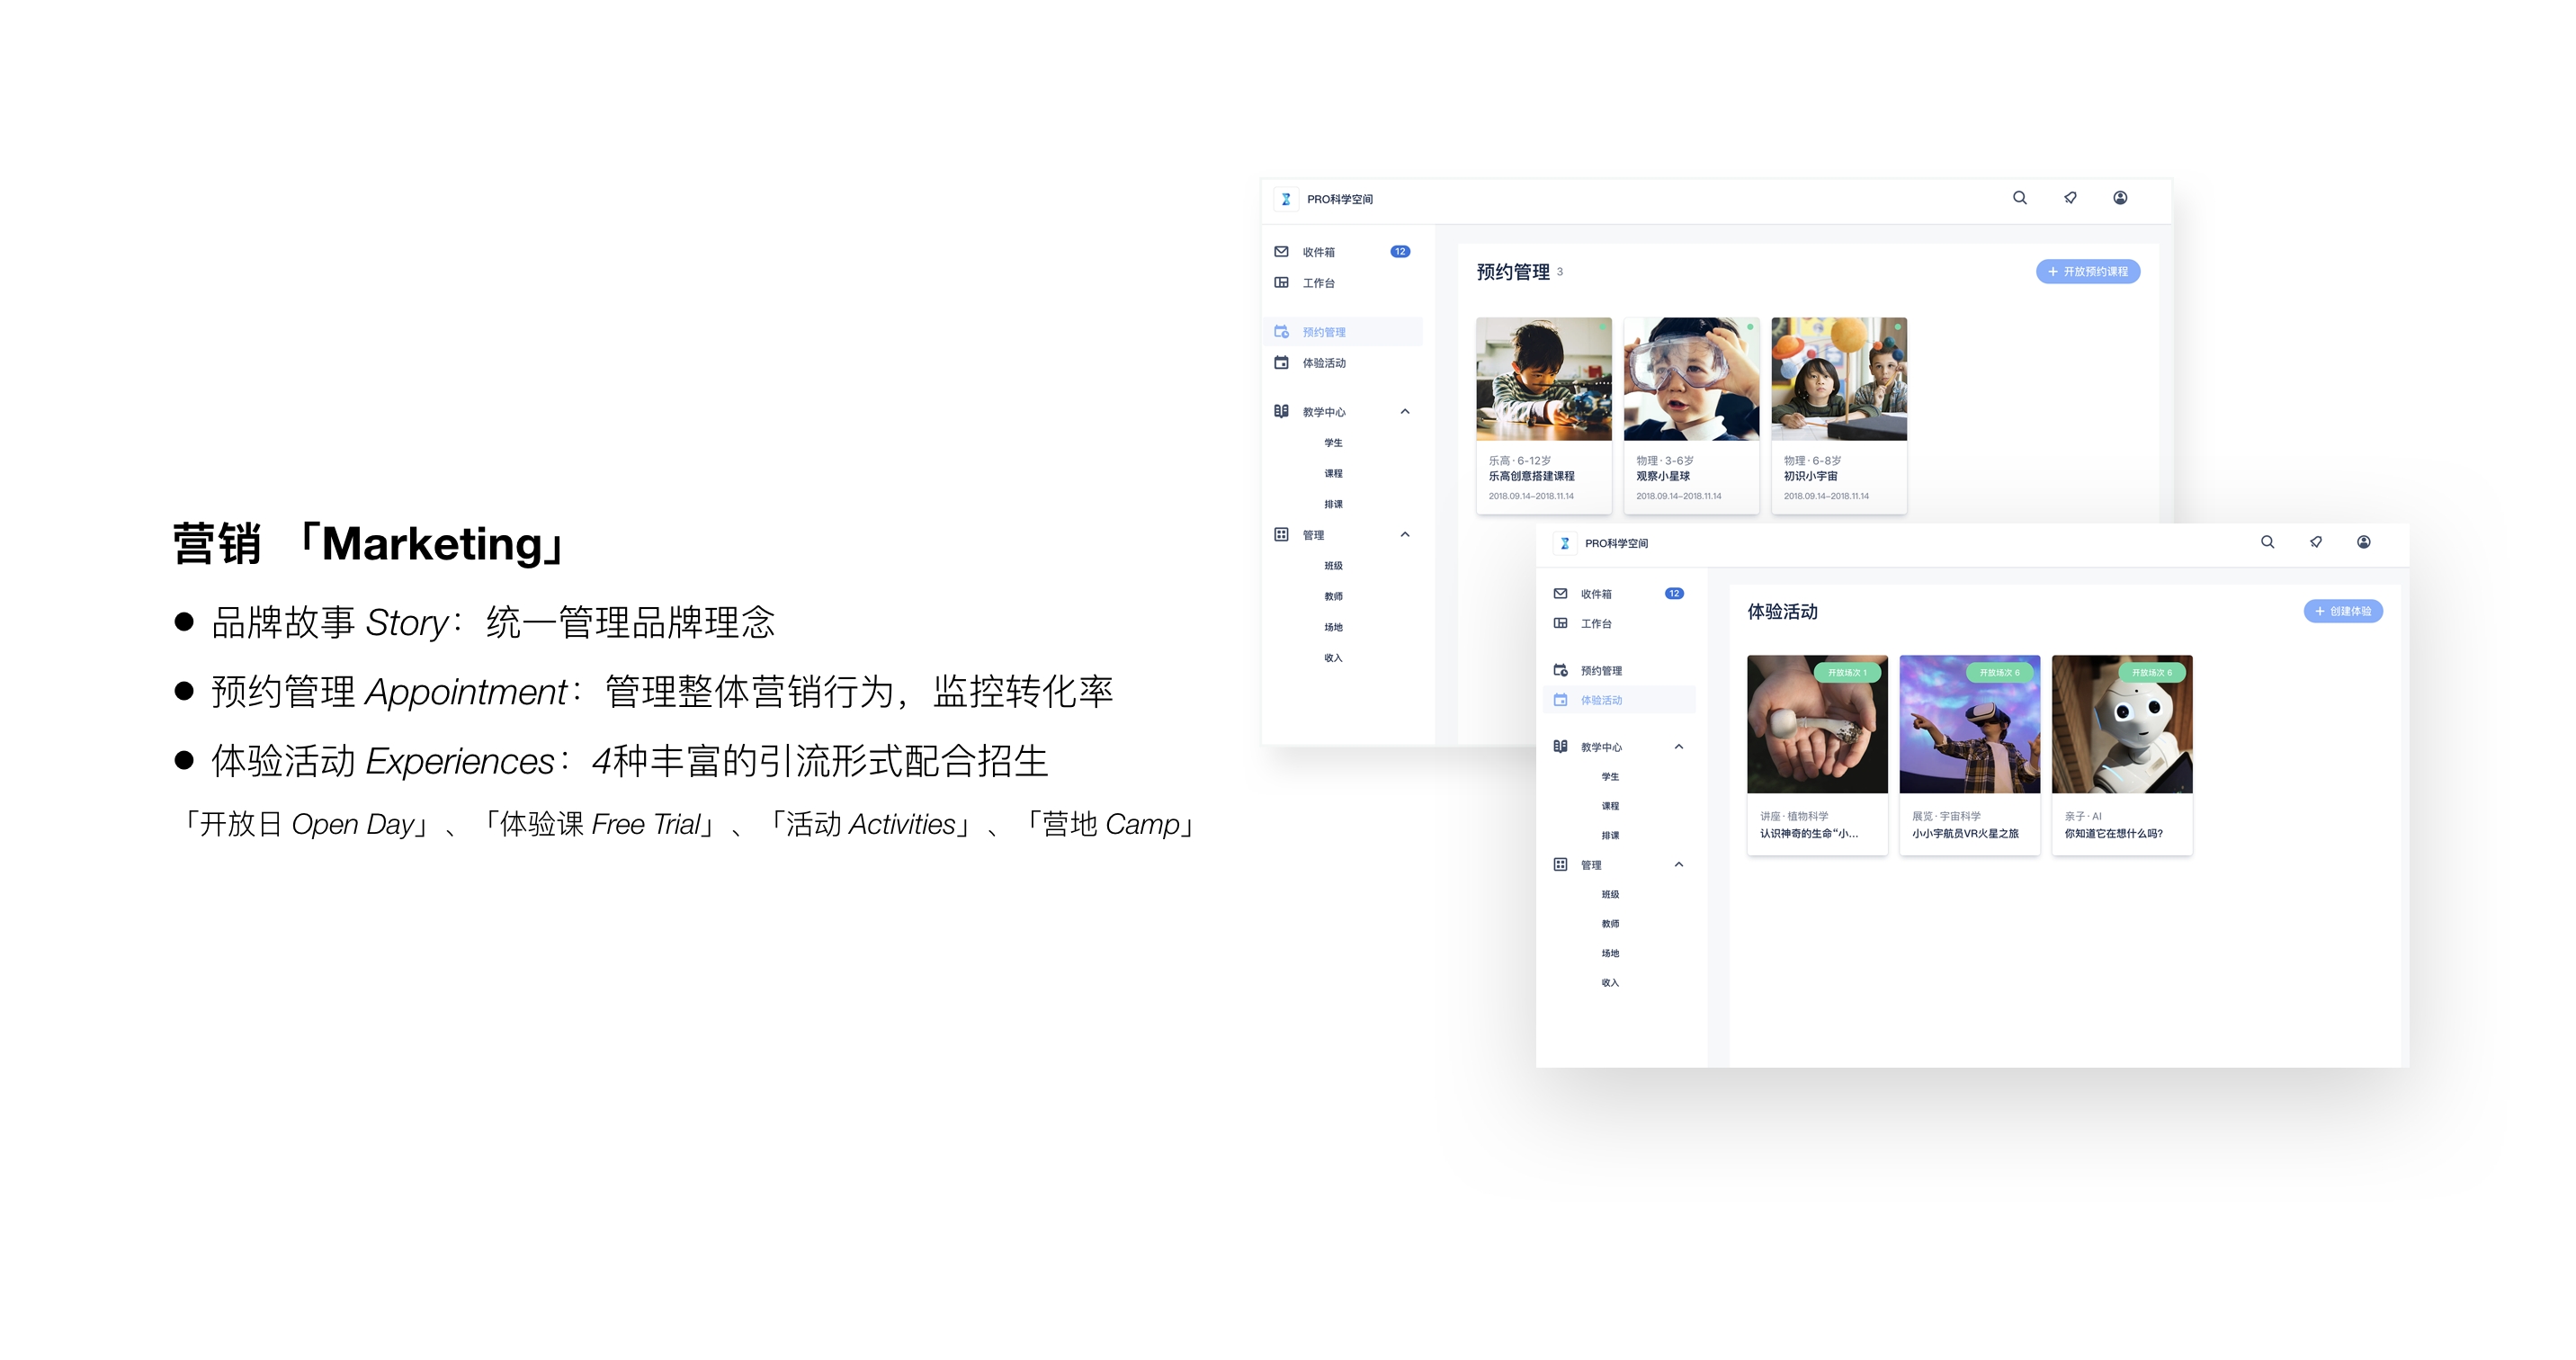 营销 「Marketing」
● 品牌故事 Story：统一管理品牌理念
● 预约管理 Appointment：管理整体营销行为，监控转化率
● 体验活动 Experiences：4种丰富的引流形式配合招生
「开放日 Open Day」、「体验课 Free Trial」、「活动 Activities」、「营地 Camp」
PRO科学空间
收件箱 12
工作台
预约管理
体验活动
教学中心
学生
课程
排课
管理
班级
教师
场地
收入
预约管理 3
+ 开放预约课程
乐高 · 6-12岁
乐高创意搭建课程
2018.09.14–2018.11.14
物理 · 3-6岁
观察小星球
2018.09.14–2018.11.14
物理 · 6-8岁
初识小宇宙
2018.09.14–2018.11.14
PRO科学空间
收件箱 12
工作台
预约管理
体验活动
教学中心
学生
课程
排课
管理
班级
教师
场地
收入
体验活动
+ 创建体验
开放场次 1
讲座 · 植物科学
认识神奇的生命“小...
开放场次 6
展览 · 宇宙科学
小小宇航员VR火星之旅
开放场次 6
亲子 · AI
你知道它在想什么吗?